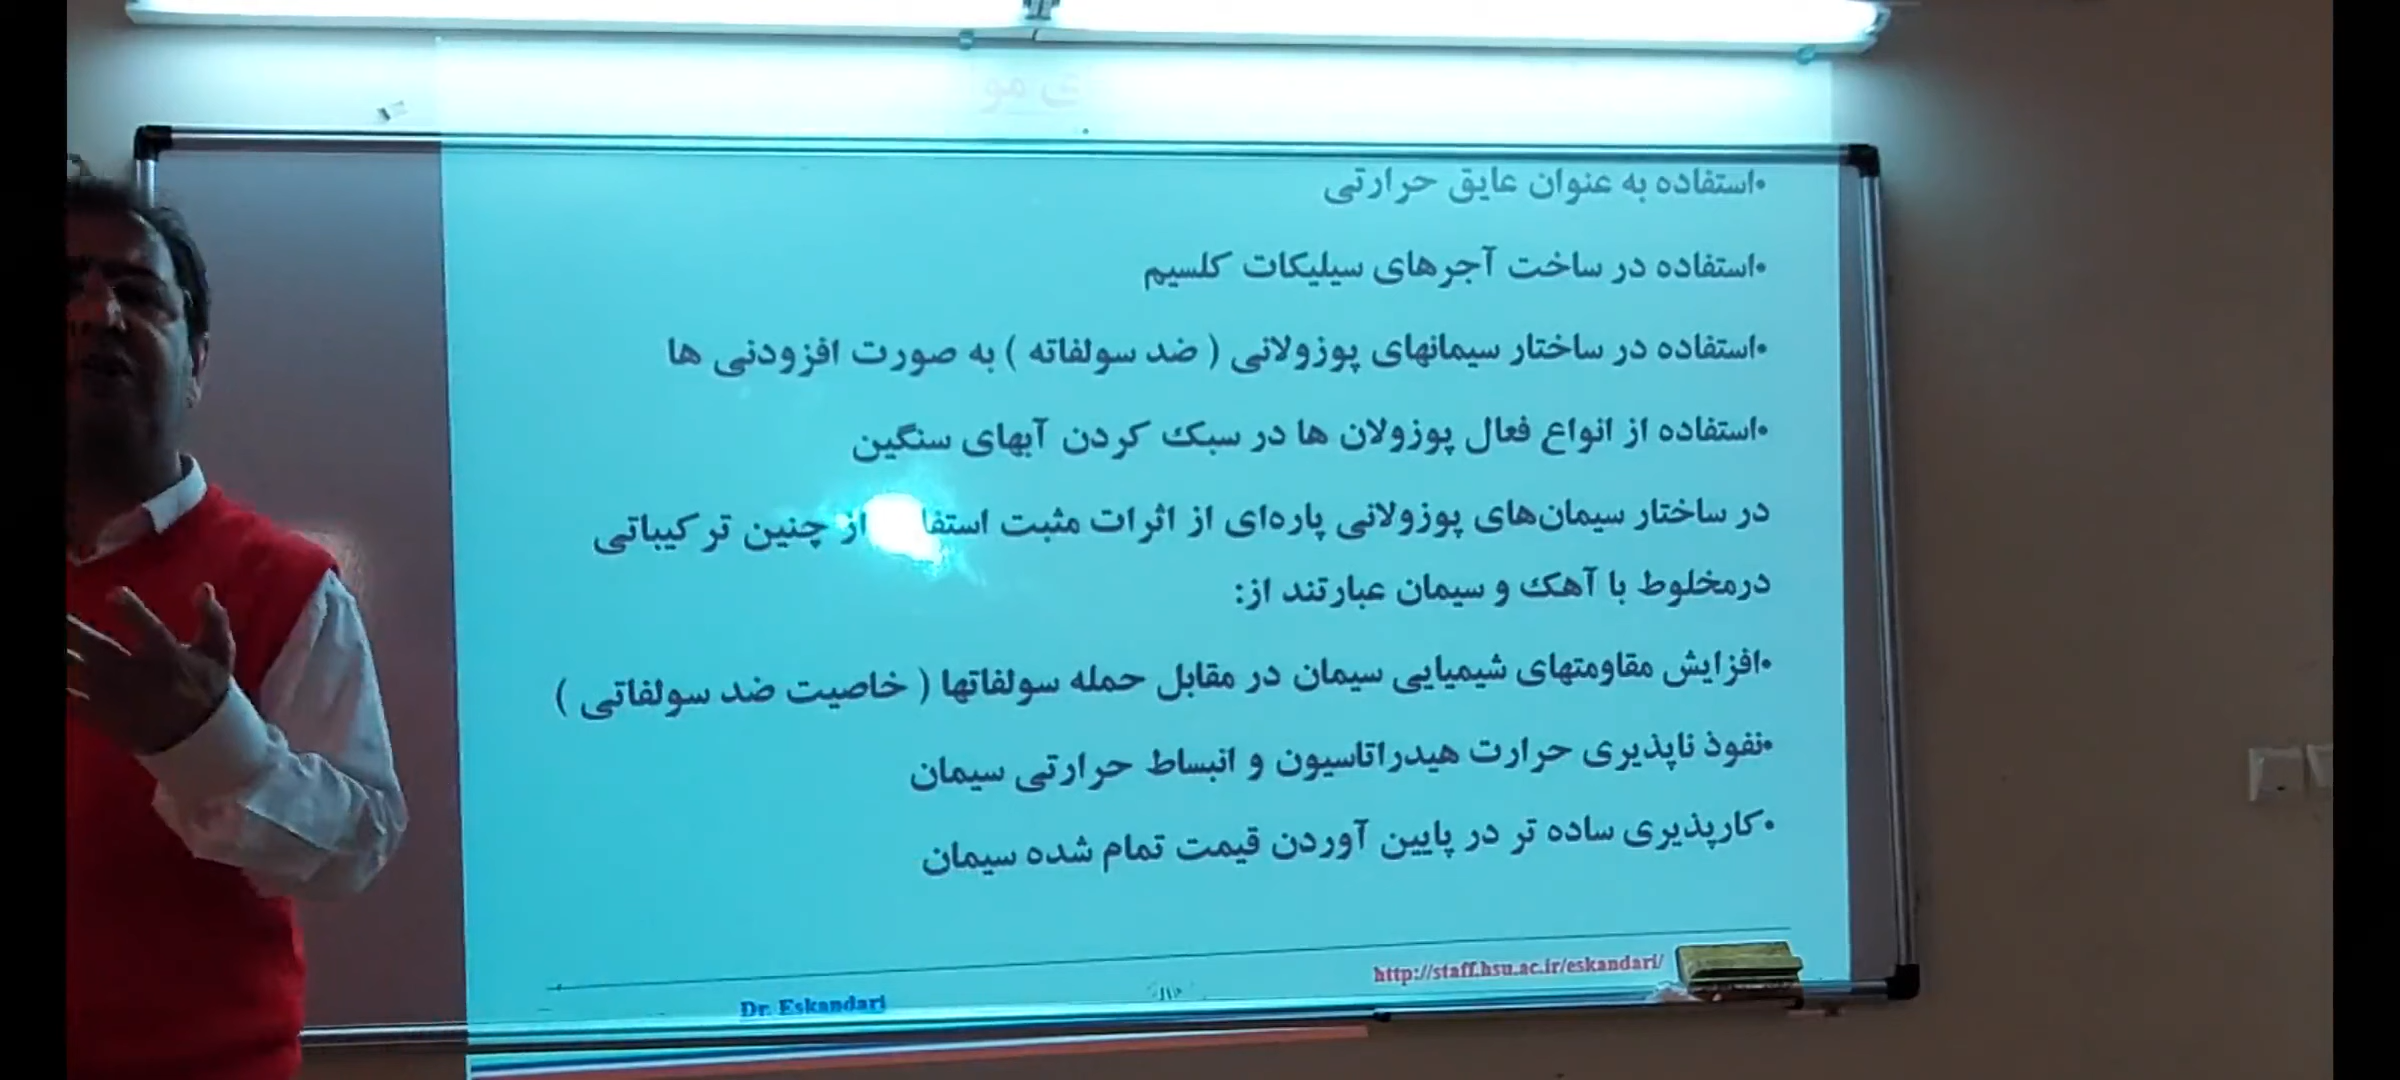 •استفاده به عنوان عایق حرارتی
•استفاده در ساخت آجرهای سیلیکات کلسیم
•استفاده در ساختار سیمانهای پوزولانی ( ضد سولفاته ) به صورت افزودنی ها
•استفاده از انواع فعال پوزولان ها در سبک کردن آبهای سنگین
در ساختار سیمان‌های پوزولانی پاره‌ای از اثرات مثبت از چنین ترکیباتی
درمخلوط با آهک و سیمان عبارتند از:
•افزایش مقاومتهای شیمیایی سیمان در مقابل حمله سولفاتها ( خاصیت ضد سولفاتی )
•نفوذ ناپذیری حرارت هیدراتاسیون و انبساط حرارتی سیمان
•کارپذیری ساده تر در پایین آوردن قیمت تمام شده سیمان
http://staff.hsu.ac.ir/eskandari/
Dr. Eskandari